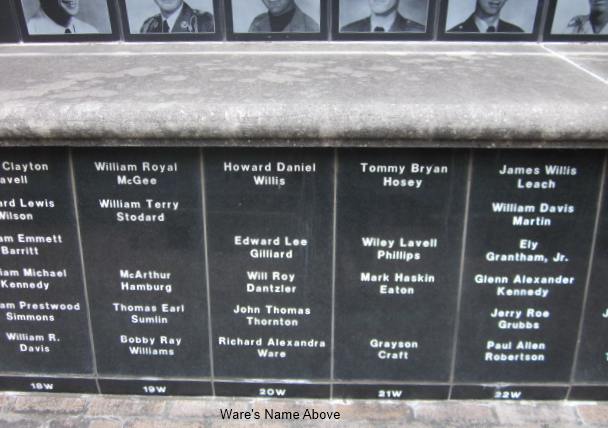 Clayton
avell
ard Lewis
Wilson
am Emmett
Barritt
iam Michael
Kennedy
am Prestwood
Simmons
William R.
Davis
18W
William Royal
McGee
William Terry
Stodard
McArthur
Hamburg
Thomas Earl
Sumlin
Bobby Ray
Williams
19W
Howard Daniel
Willis
Edward Lee
Gilliard
Will Roy
Dantzler
John Thomas
Thornton
Richard Alexandra
Ware
20W
Tommy Bryan
Hosey
Wiley Lavell
Phillips
Mark Haskin
Eaton
Grayson
Craft
21W
James Willis
Leach
William Davis
Martin
Ely
Grantham, Jr.
Glenn Alexander
Kennedy
Jerry Roe
Grubbs
Paul Allen
Robertson
22W
Ware's Name Above